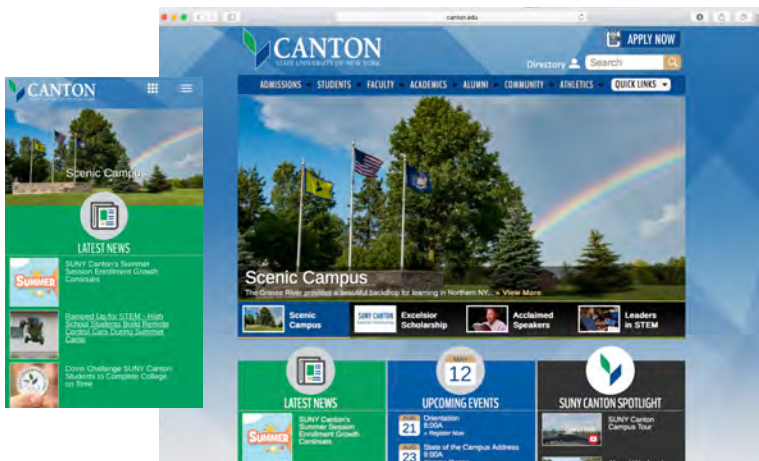 CANTON
Scenic Campus
LATEST NEWS
SUMMER
SUNY Canton's Summer
Session Enrollment Growth
Continues
Ramped Up for STEM - High
School Students Build Remote
Control Cars During Summer
Camp
Coin Challenge SUNY Canton
Students to Complete College
on Time
canton.edu
CANTON
STATE UNIVERSITY OF NEW YORK
APPLY NOW
Directory
Search
ADMISSIONS
STUDENTS
FACULTY
ACADEMICS
ALUMNI
COMMUNITY
ATHLETICS
QUICK LINKS
Scenic Campus
The Grasse River provides a beautiful backdrop for learning in Northern NY... » View More
Scenic
Campus
SUNY CANTON
Excelsior
Scholarship
Acclaimed
Speakers
Leaders
in STEM
LATEST NEWS
SUMMER
SUNY Canton's
Summer Session
Enrollment Growth
Continues
MAY
12
UPCOMING EVENTS
AUG
21
Orientation
8:00A
» Register Now
AUG
23
State of the Campus Address
9:00A
SUNY CANTON SPOTLIGHT
SUNY Canton
Campus Tour